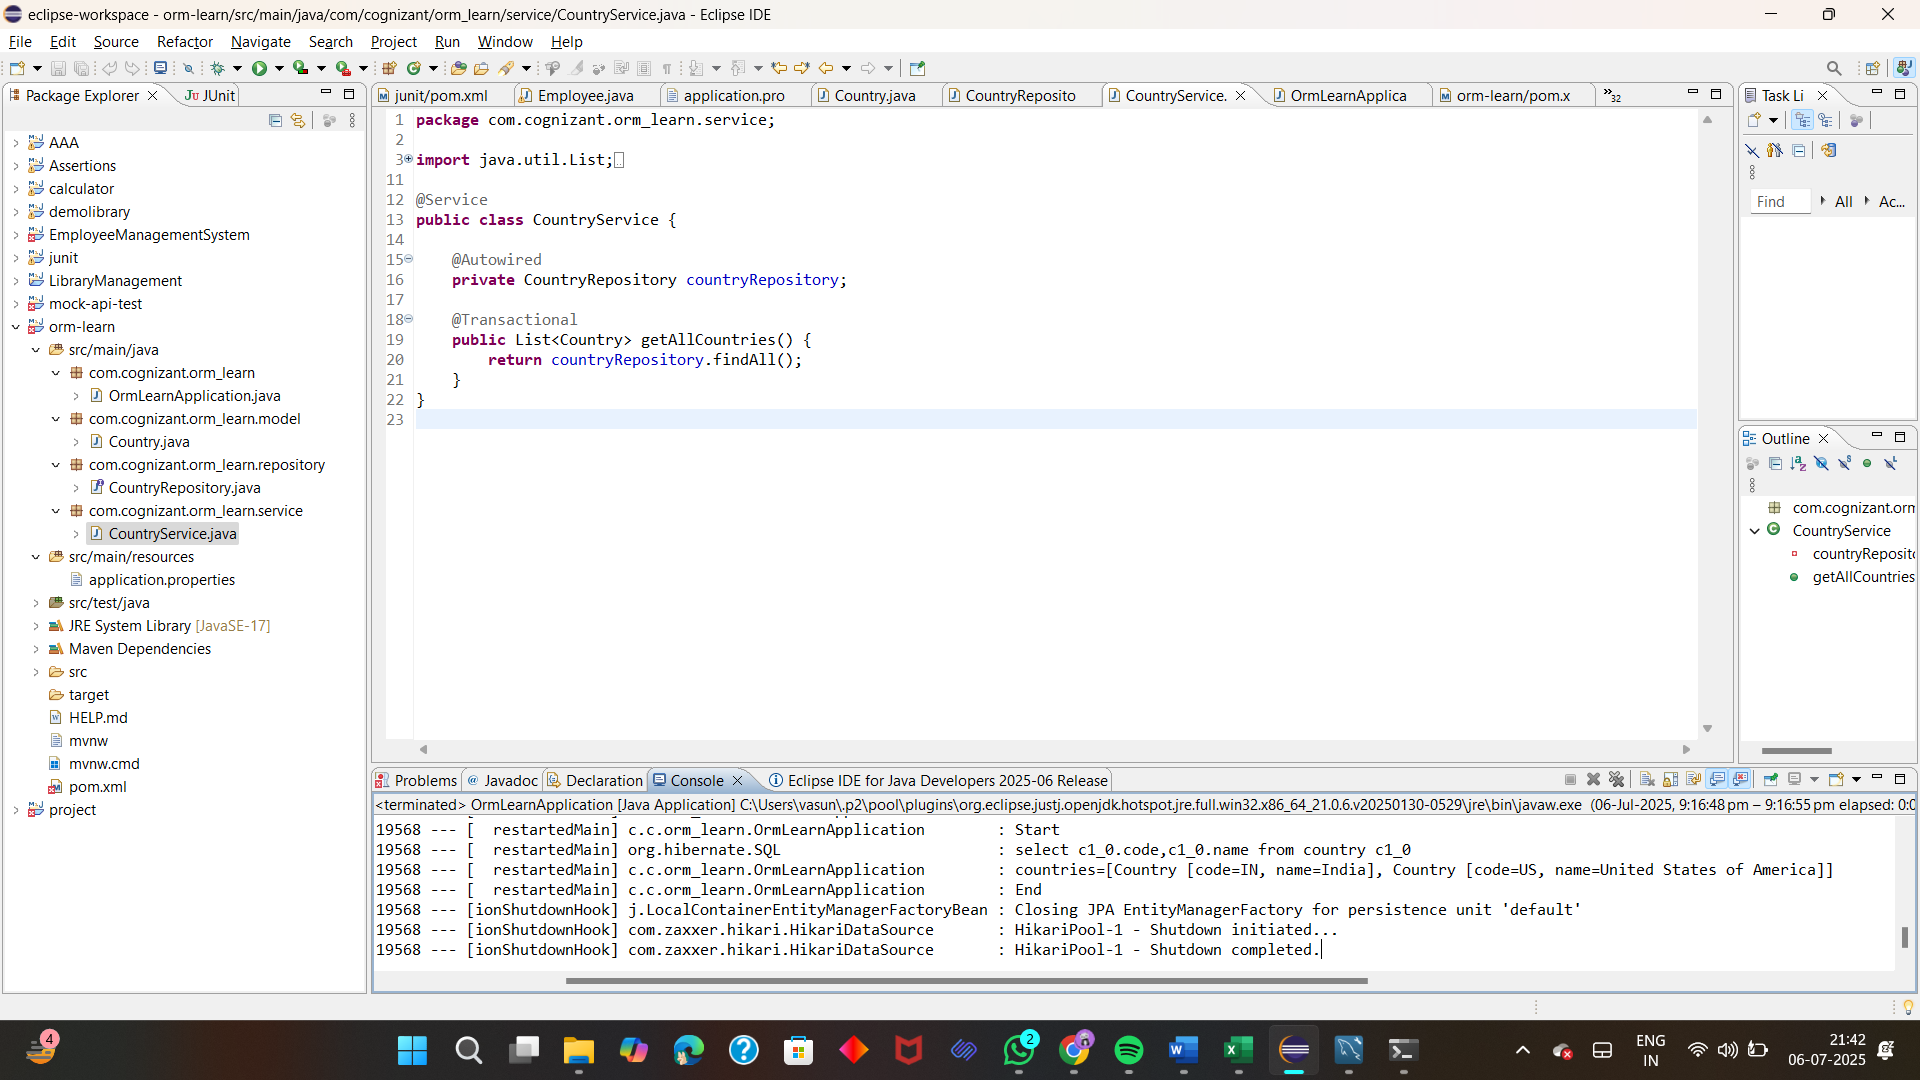 eclipse-workspace - orm-learn/src/main/java/com/cognizant/orm_learn/service/CountryService.java - Eclipse IDE
File Edit Source Refactor Navigate Search Project Run Window Help
Package Explorer JUnit
AAA
Assertions
calculator
demolibrary
EmployeeManagementSystem
junit
LibraryManagement
mock-api-test
orm-learn
src/main/java
com.cognizant.orm_learn
OrmLearnApplication.java
com.cognizant.orm_learn.model
Country.java
com.cognizant.orm_learn.repository
CountryRepository.java
com.cognizant.orm_learn.service
CountryService.java
src/main/resources
application.properties
src/test/java
JRE System Library [JavaSE-17]
Maven Dependencies
src
target
HELP.md
mvnw
mvnw.cmd
pom.xml
project
junit/pom.xml Employee.java application.pro Country.java CountryReposito CountryService. OrmLearnApplica orm-learn/pom.x »32
1 package com.cognizant.orm_learn.service;
2
3 import java.util.List;
11
12 @Service
13 public class CountryService {
14
15 @Autowired
16 private CountryRepository countryRepository;
17
18 @Transactional
19 public List<Country> getAllCountries() {
20 return countryRepository.findAll();
21 }
22 }
23
Task Li
Find All Ac...
Outline
com.cognizant.orm
CountryService
countryReposito
getAllCountries
Problems Javadoc Declaration Console Eclipse IDE for Java Developers 2025-06 Release
<terminated> OrmLearnApplication [Java Application] C:\Users\vasun\.p2\pool\plugins\org.eclipse.justj.openjdk.hotspot.jre.full.win32.x86_64_21.0.6.v20250130-0529\jre\bin\javaw.exe (06-Jul-2025, 9:16:48 pm – 9:16:55 pm elapsed: 0:0
19568 --- [ restartedMain] c.c.orm_learn.OrmLearnApplication : Start
19568 --- [ restartedMain] org.hibernate.SQL : select c1_0.code,c1_0.name from country c1_0
19568 --- [ restartedMain] c.c.orm_learn.OrmLearnApplication : countries=[Country [code=IN, name=India], Country [code=US, name=United States of America]]
19568 --- [ restartedMain] c.c.orm_learn.OrmLearnApplication : End
19568 --- [ionShutdownHook] j.LocalContainerEntityManagerFactoryBean : Closing JPA EntityManagerFactory for persistence unit 'default'
19568 --- [ionShutdownHook] com.zaxxer.hikari.HikariDataSource : HikariPool-1 - Shutdown initiated...
19568 --- [ionShutdownHook] com.zaxxer.hikari.HikariDataSource : HikariPool-1 - Shutdown completed.
4
2
ENG
IN
21:42
06-07-2025